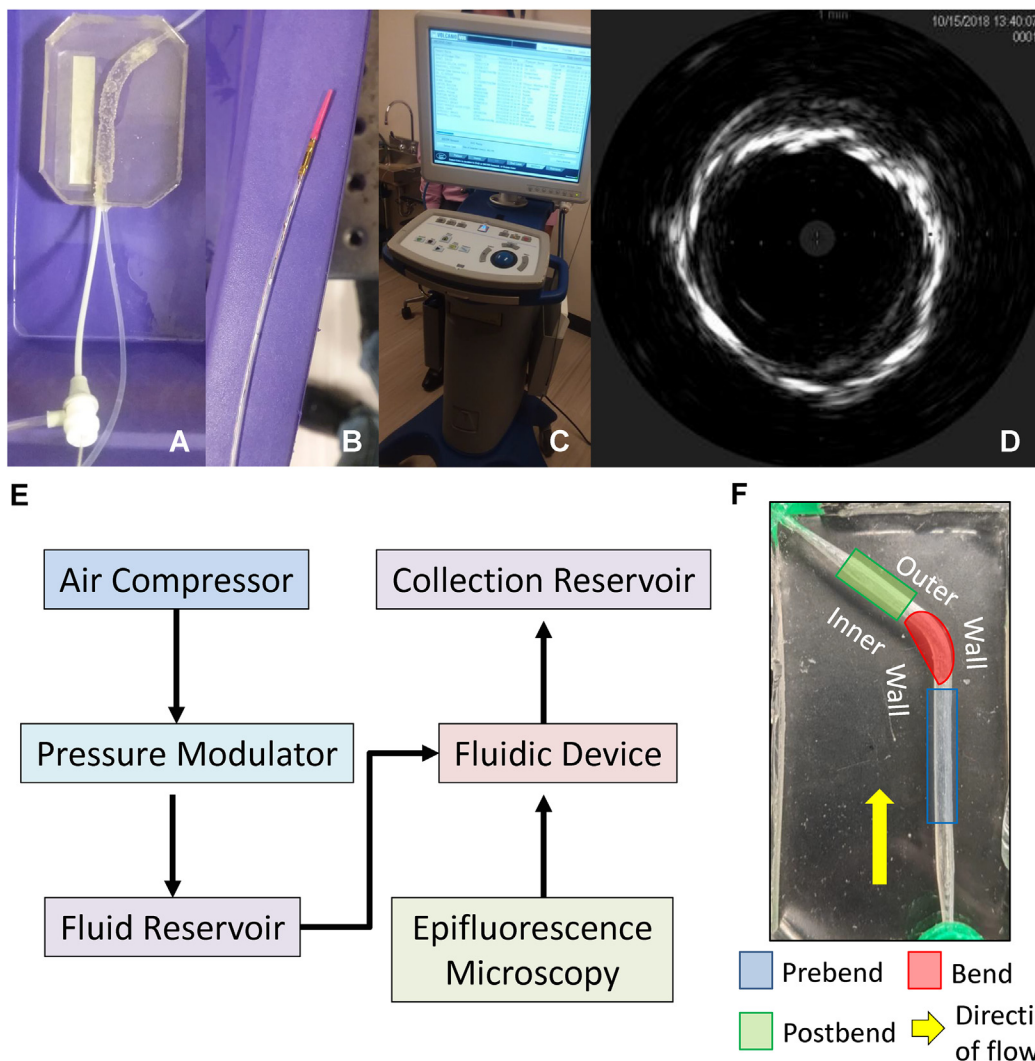 1 min
10/15/2018 13:40:07
0001
A
B
C
D
E
Air Compressor
Collection Reservoir
Pressure Modulator
Fluidic Device
Fluid Reservoir
Epifluorescence
Microscopy
F
Outer
Wall
Inner
Wall
Prebend
Bend
Postbend
Directi
of flow